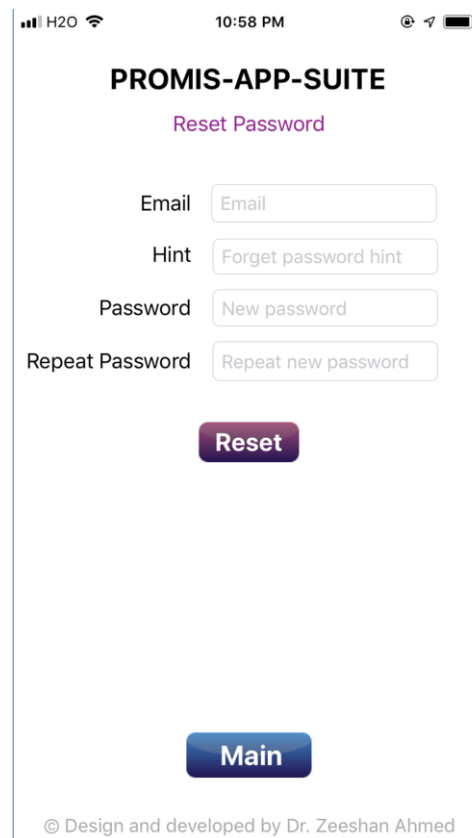 H2O 10:58 PM
PROMIS-APP-SUITE
Reset Password
Email Email
Hint Forget password hint
Password New password
Repeat Password Repeat new password
Reset
Main
© Design and developed by Dr. Zeeshan Ahmed